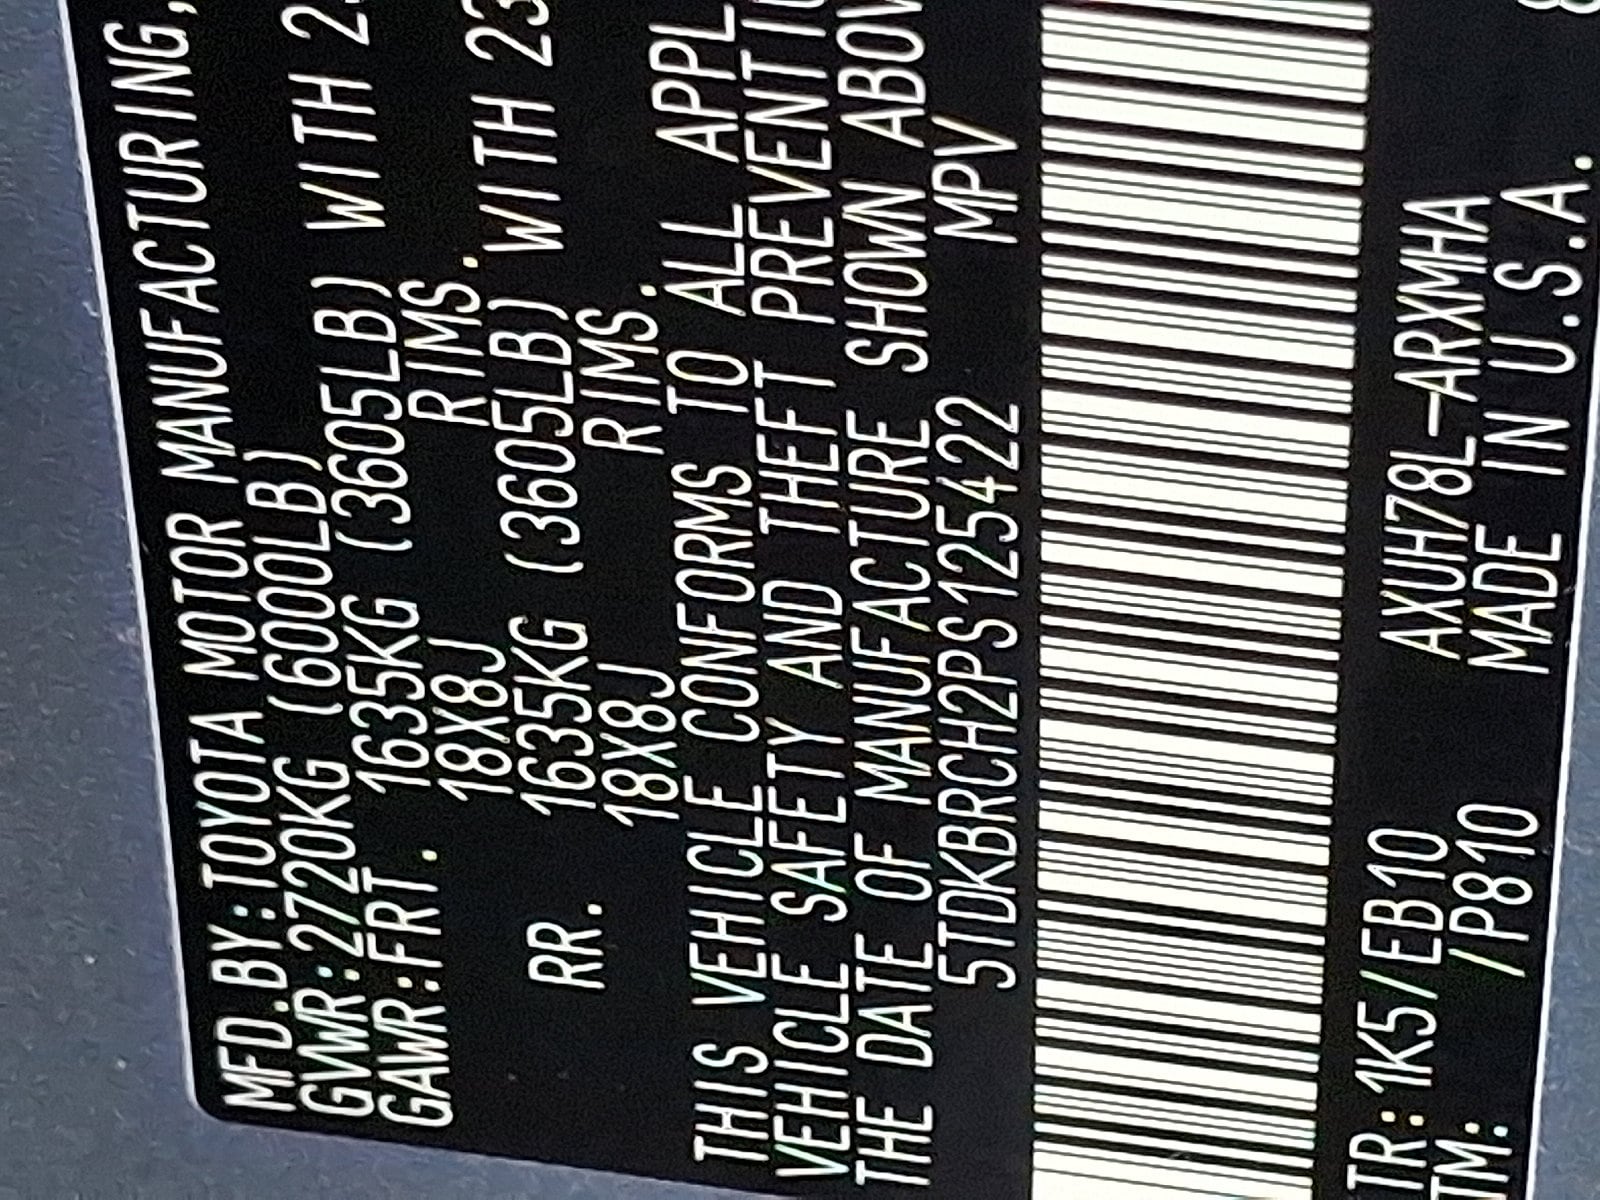 MFD.BY:TOYOTA MOTOR MANUFACTURING,
GVWR:2720KG (6000LB)
GAWR:FRT. 1635KG (3605LB) WITH
18X8J RIMS.
RR. 1635KG (3605LB) WITH 23
18X8J RIMS.
THIS VEHICLE CONFORMS TO ALL APPL
VEHICLE SAFETY AND THEFT PREVENTI
THE DATE OF MANUFACTURE SHOWN ABOV
5TDKBRCH2PS125422 MPV
TR:1K5/EB10 AXUH78L-ARXMHA
TM: /P810 MADE IN U.S.A.